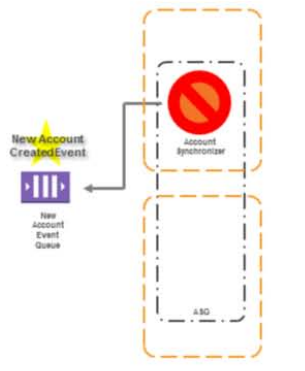 New Account
CreatedEvent
New
Account
Event
Queue
Account
Synchronizer
ASG